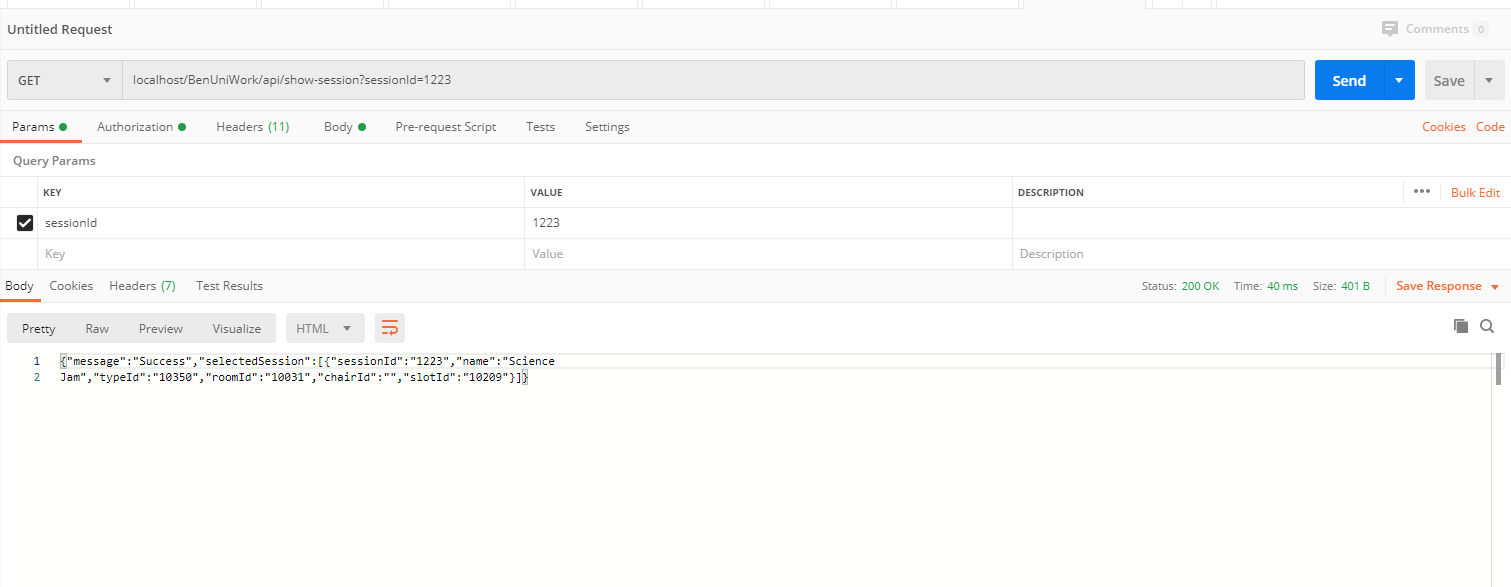 Untitled Request
Comments 0
GET localhost/BenUniWork/api/show-session?sessionId=1223 Send Save
Params Authorization Headers (11) Body Pre-request Script Tests Settings Cookies Code
Query Params
KEY VALUE DESCRIPTION ••• Bulk Edit
sessionId 1223
Key Value Description
Body Cookies Headers (7) Test Results Status: 200 OK Time: 40 ms Size: 401 B Save Response
Pretty Raw Preview Visualize HTML
1 {"message":"Success","selectedSession":[{"sessionId":"1223","name":"Science
2 Jam","typeId":"10350","roomId":"10031","chairId":"","slotId":"10209"}]}